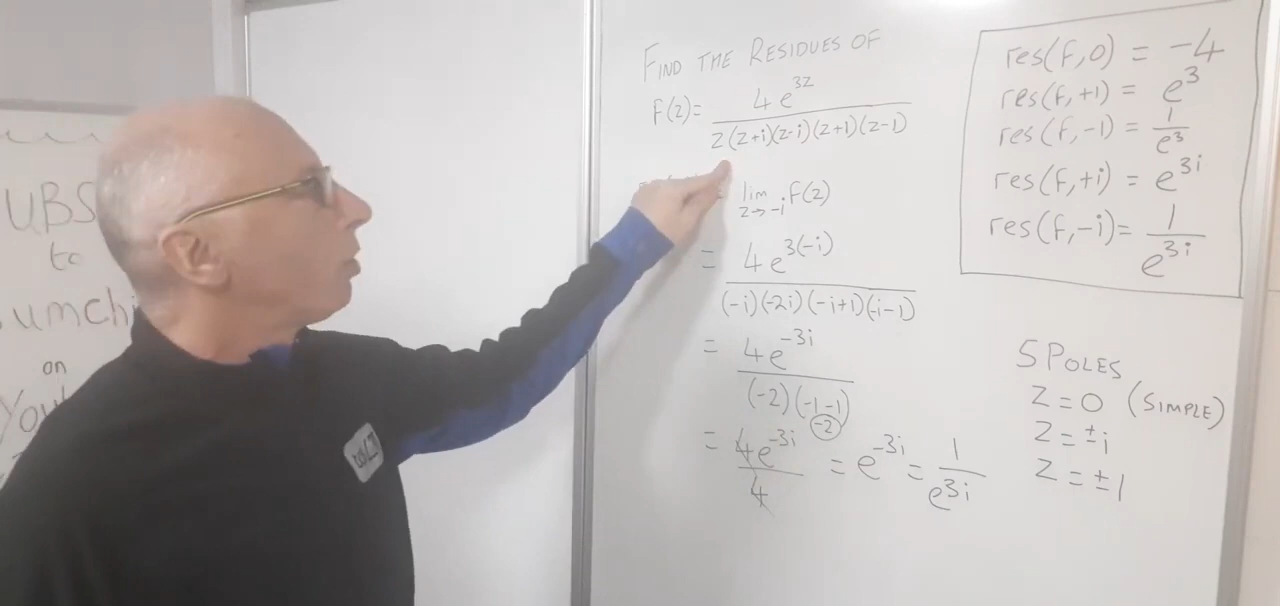 UBS
to
umchi
on
You
FIND THE RESIDUES OF
F(z) = 4e^{3z} / z(z+i)(z-i)(z+1)(z-1)
= lim_{z→-i} F(z)
= 4e^{3(-i)} / (-i)(-2i)(-i+1)(-i-1)
= 4e^{-3i} / (-2)(-1-1)
-2
= 4e^{-3i} / 4 = e^{-3i} = 1 / e^{3i}
res(F,0) = -4
res(F,+1) = e^3
res(F,-1) = 1 / e^3
res(F,+i) = e^{3i}
res(F,-i) = 1 / e^{3i}
5 POLES
Z = 0 (SIMPLE)
Z = ±i
Z = ±1